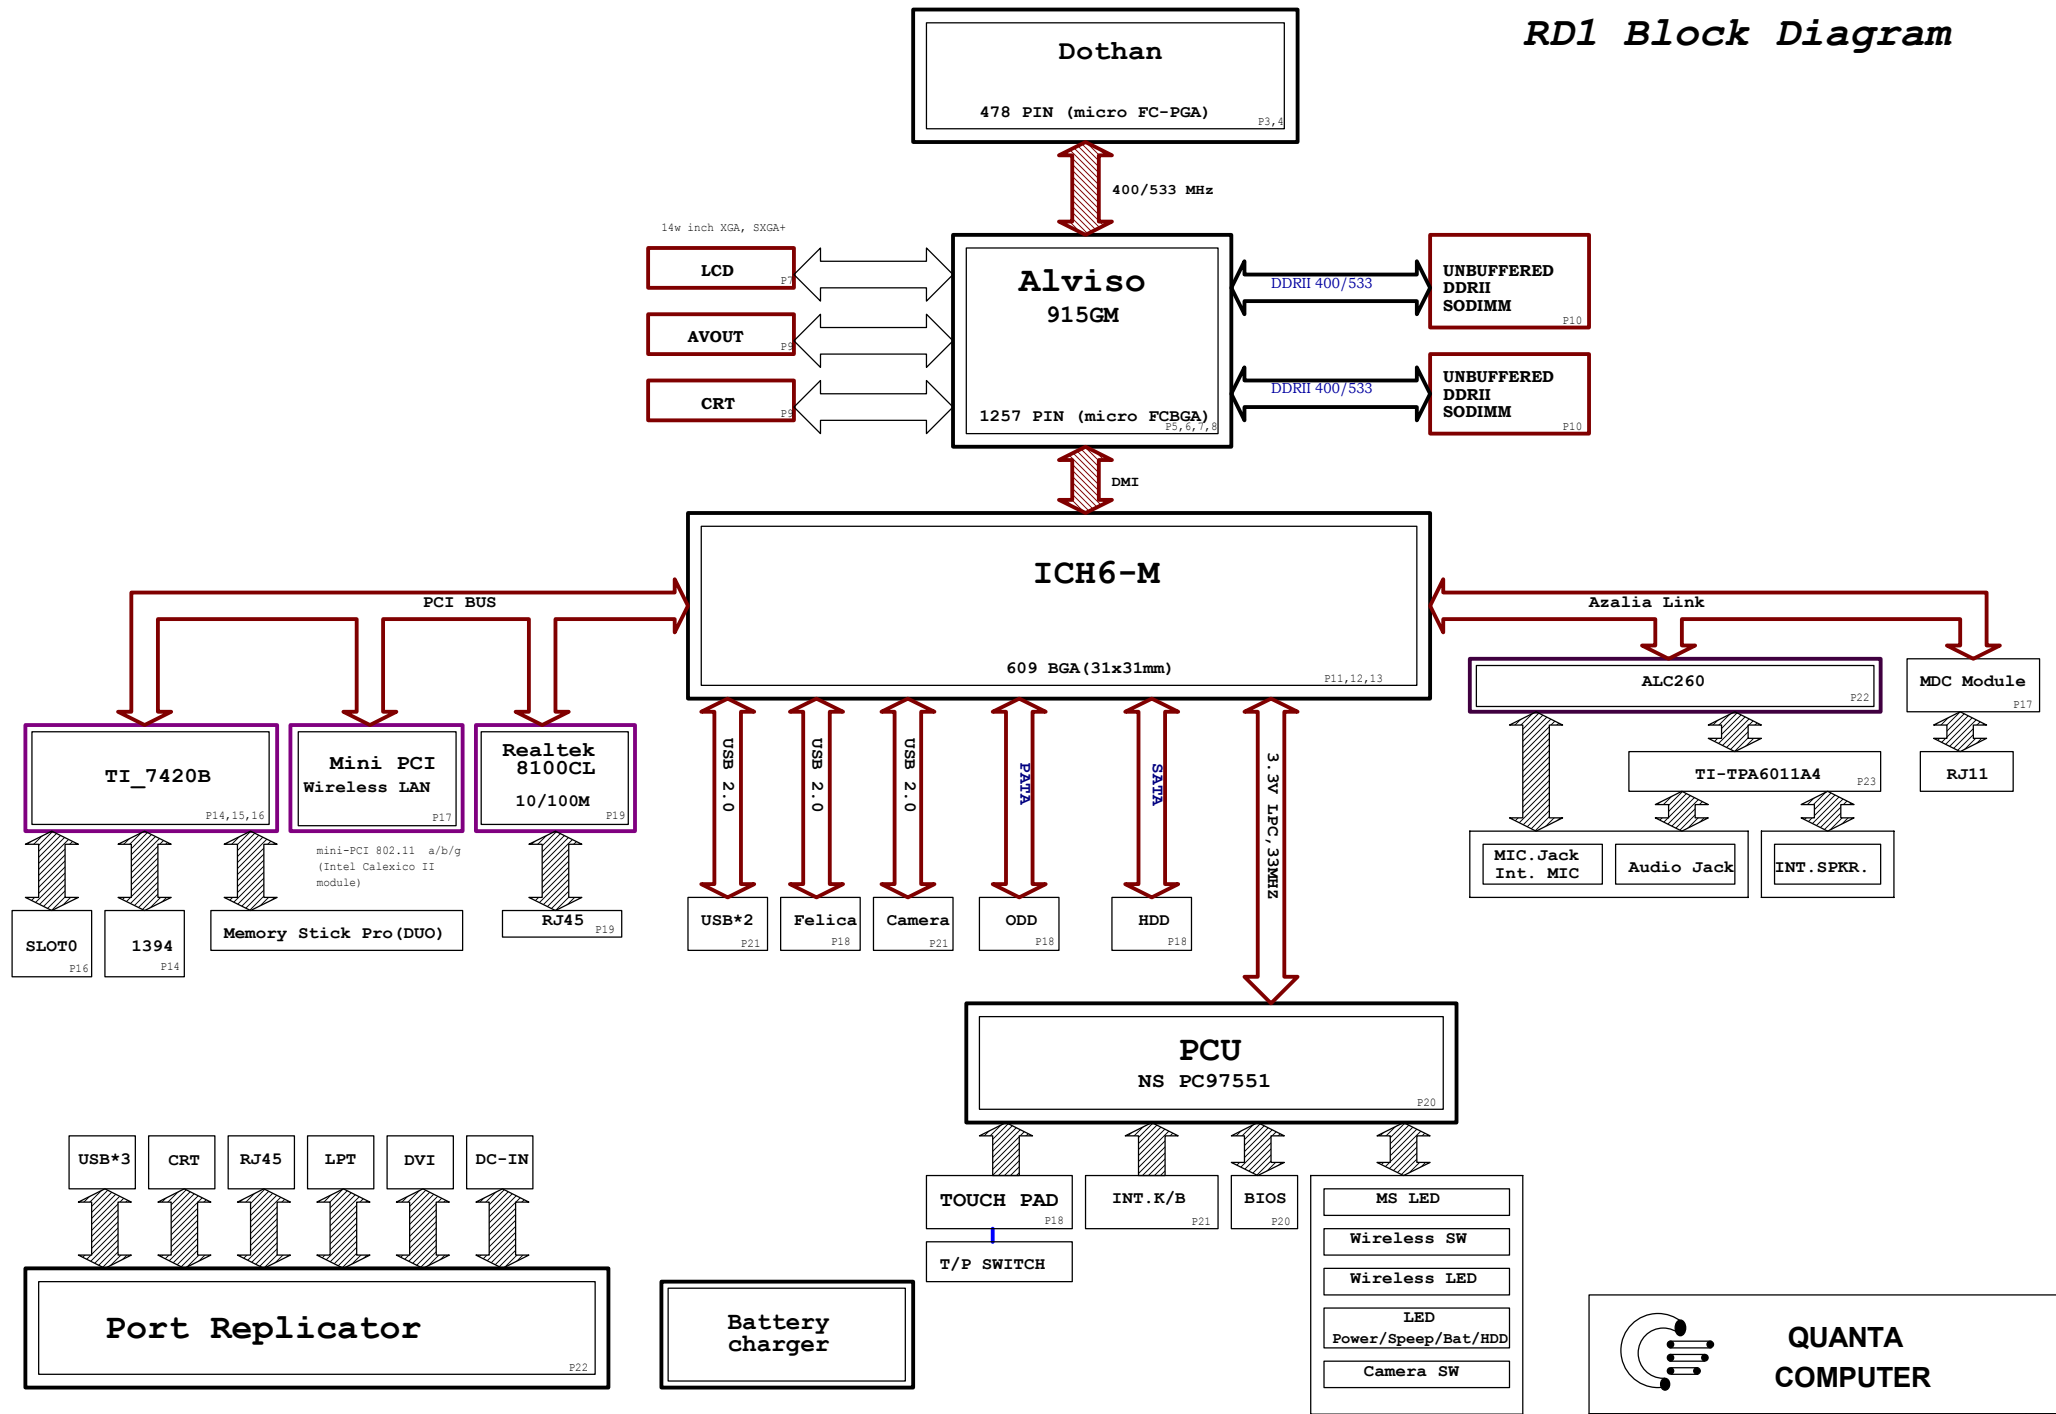 RD1 Block Diagram
Dothan
478 PIN (micro FC-PGA)
P3,4
400/533 MHz
14w inch XGA, SXGA+
LCD
P7
AVOUT
P9
CRT
P9
Alviso
915GM
1257 PIN (micro FCBGA)
P5,6,7,8
DDRII 400/533
UNBUFFERED
DDRII
SODIMM
P10
DDRII 400/533
UNBUFFERED
DDRII
SODIMM
P10
DMI
ICH6-M
609 BGA(31x31mm)
P11,12,13
PCI BUS
Azalia Link
TI_7420B
P14,15,16
Mini PCI
Wireless LAN
P17
Realtek
8100CL
10/100M
P19
mini-PCI 802.11 a/b/g
(Intel Calexico II
module)
SLOT0
P16
1394
P14
Memory Stick Pro(DUO)
RJ45
P19
USB 2.0
USB 2.0
USB 2.0
PATA
SATA
3.3V LPC,33MHZ
USB*2
P21
Felica
P18
Camera
P21
ODD
P18
HDD
P18
ALC260
P22
MDC Module
P17
TI-TPA6011A4
P23
RJ11
MIC.Jack
Int. MIC
Audio Jack
INT.SPKR.
PCU
NS PC97551
P20
TOUCH PAD
P18
T/P SWITCH
INT.K/B
P21
BIOS
P20
MS LED
Wireless SW
Wireless LED
LED
Power/Speep/Bat/HDD
Camera SW
USB*3
CRT
RJ45
LPT
DVI
DC-IN
Port Replicator
P22
Battery
charger
QUANTA
COMPUTER